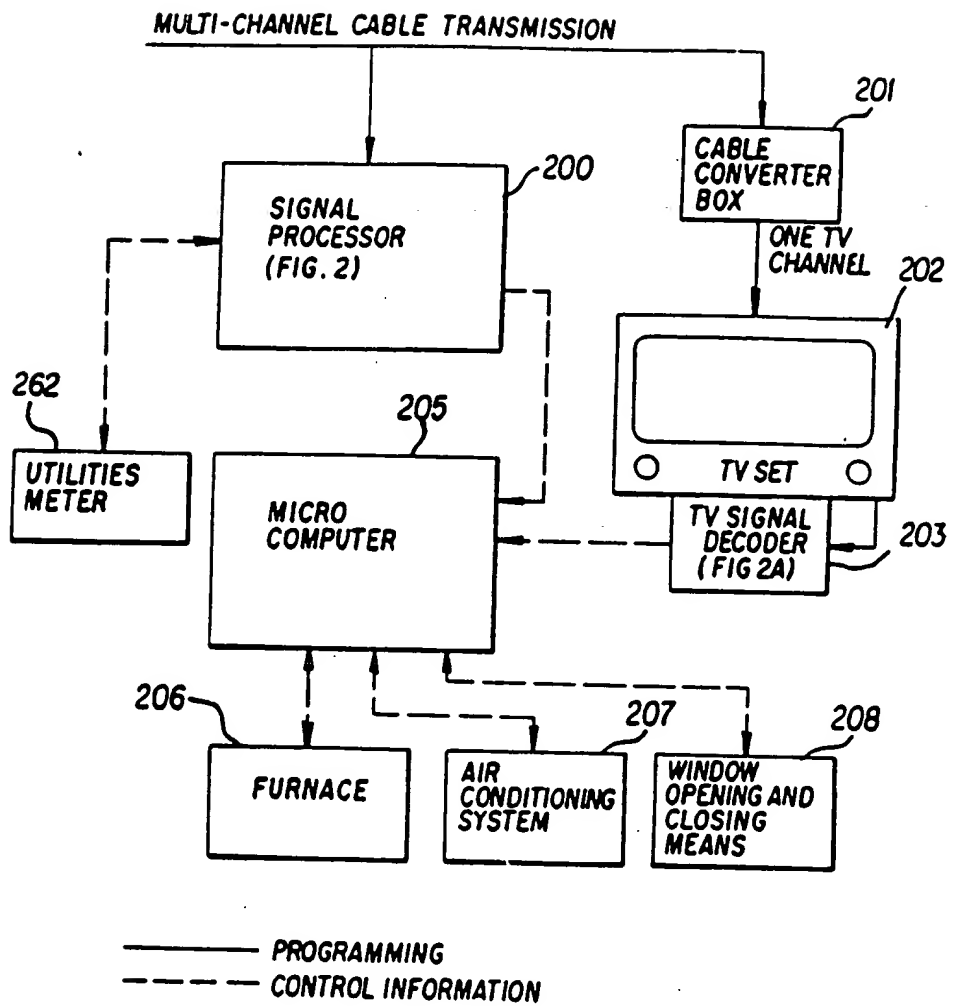 MULTI-CHANNEL CABLE TRANSMISSION
201
CABLE
CONVERTER
BOX
200
SIGNAL
PROCESSOR
(FIG. 2)
ONE TV
CHANNEL
202
TV SET
262
UTILITIES
METER
205
MICRO
COMPUTER
TV SIGNAL
DECODER
(FIG 2A)
203
206
FURNACE
207
AIR
CONDITIONING
SYSTEM
208
WINDOW
OPENING AND
CLOSING
MEANS
PROGRAMMING
CONTROL INFORMATION